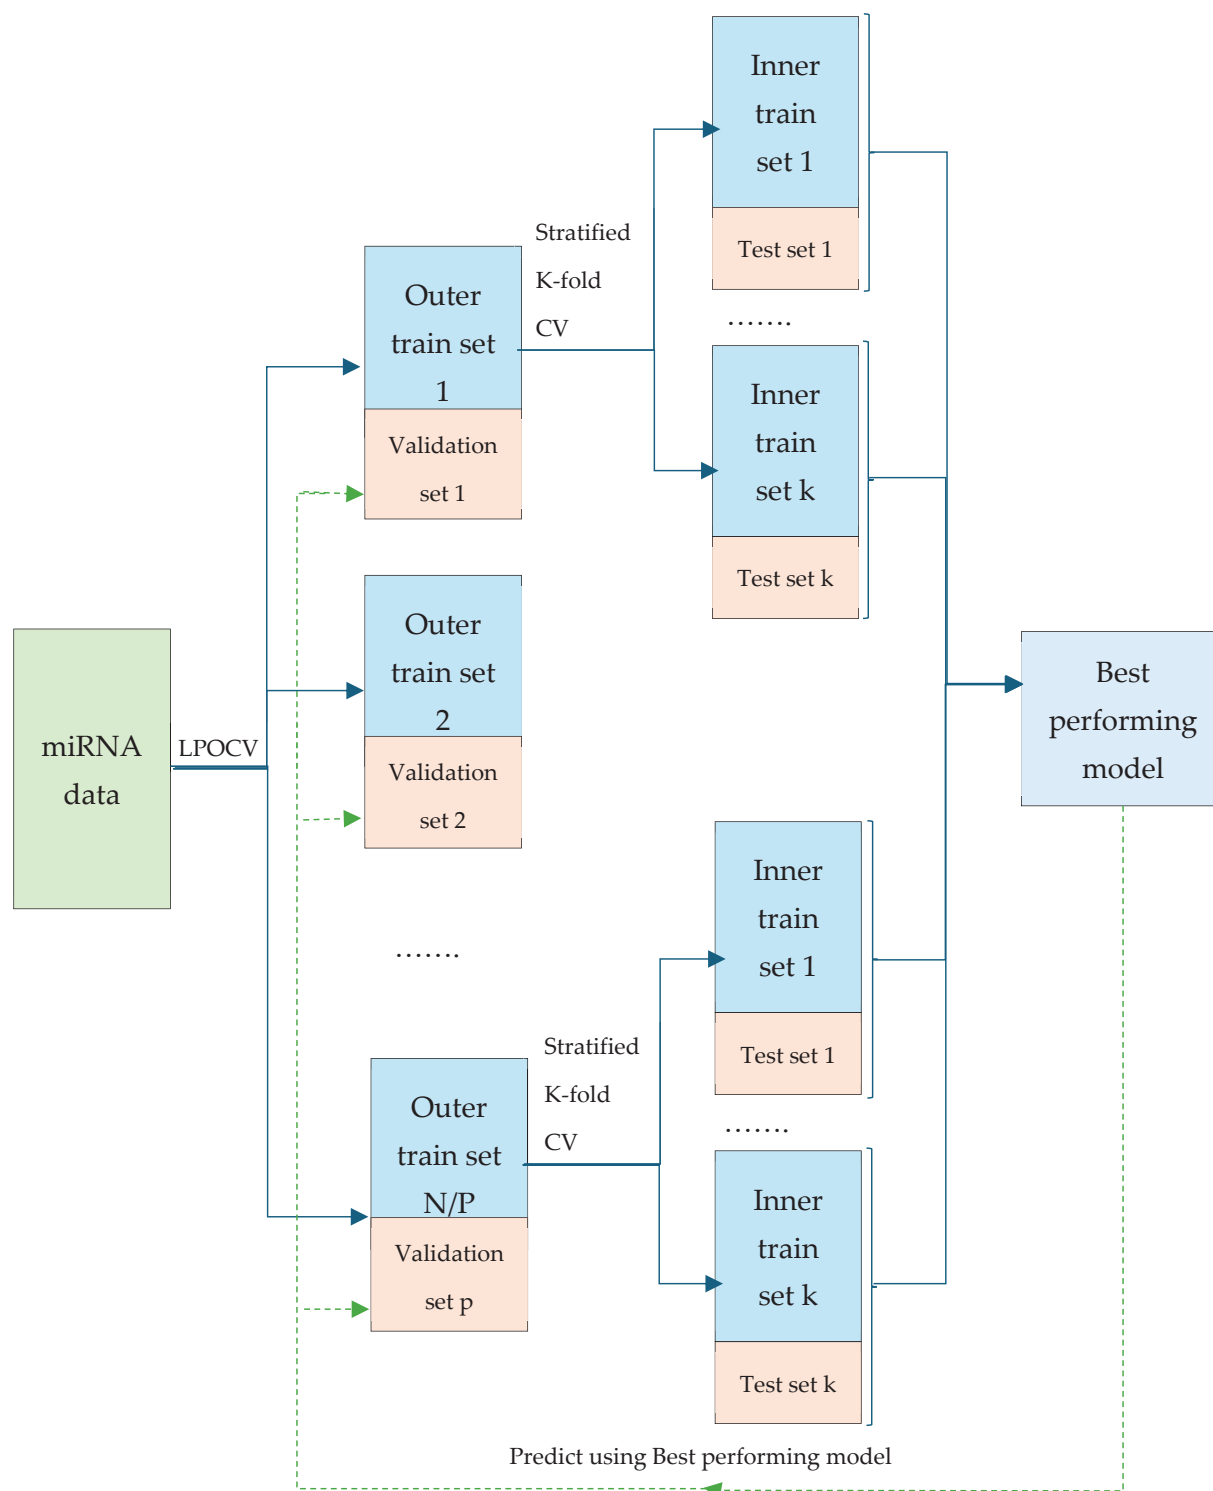 miRNA
data
LPOCV
Outer
train set
1
Validation
set 1
Outer
train set
2
Validation
set 2
…….
Outer
train set
N/P
Validation
set p
Stratified
K-fold
CV
Inner
train
set 1
Test set 1
…….
Inner
train
set k
Test set k
Stratified
K-fold
CV
Inner
train
set 1
Test set 1
…….
Inner
train
set k
Test set k
Best
performing
model
Predict using Best performing model